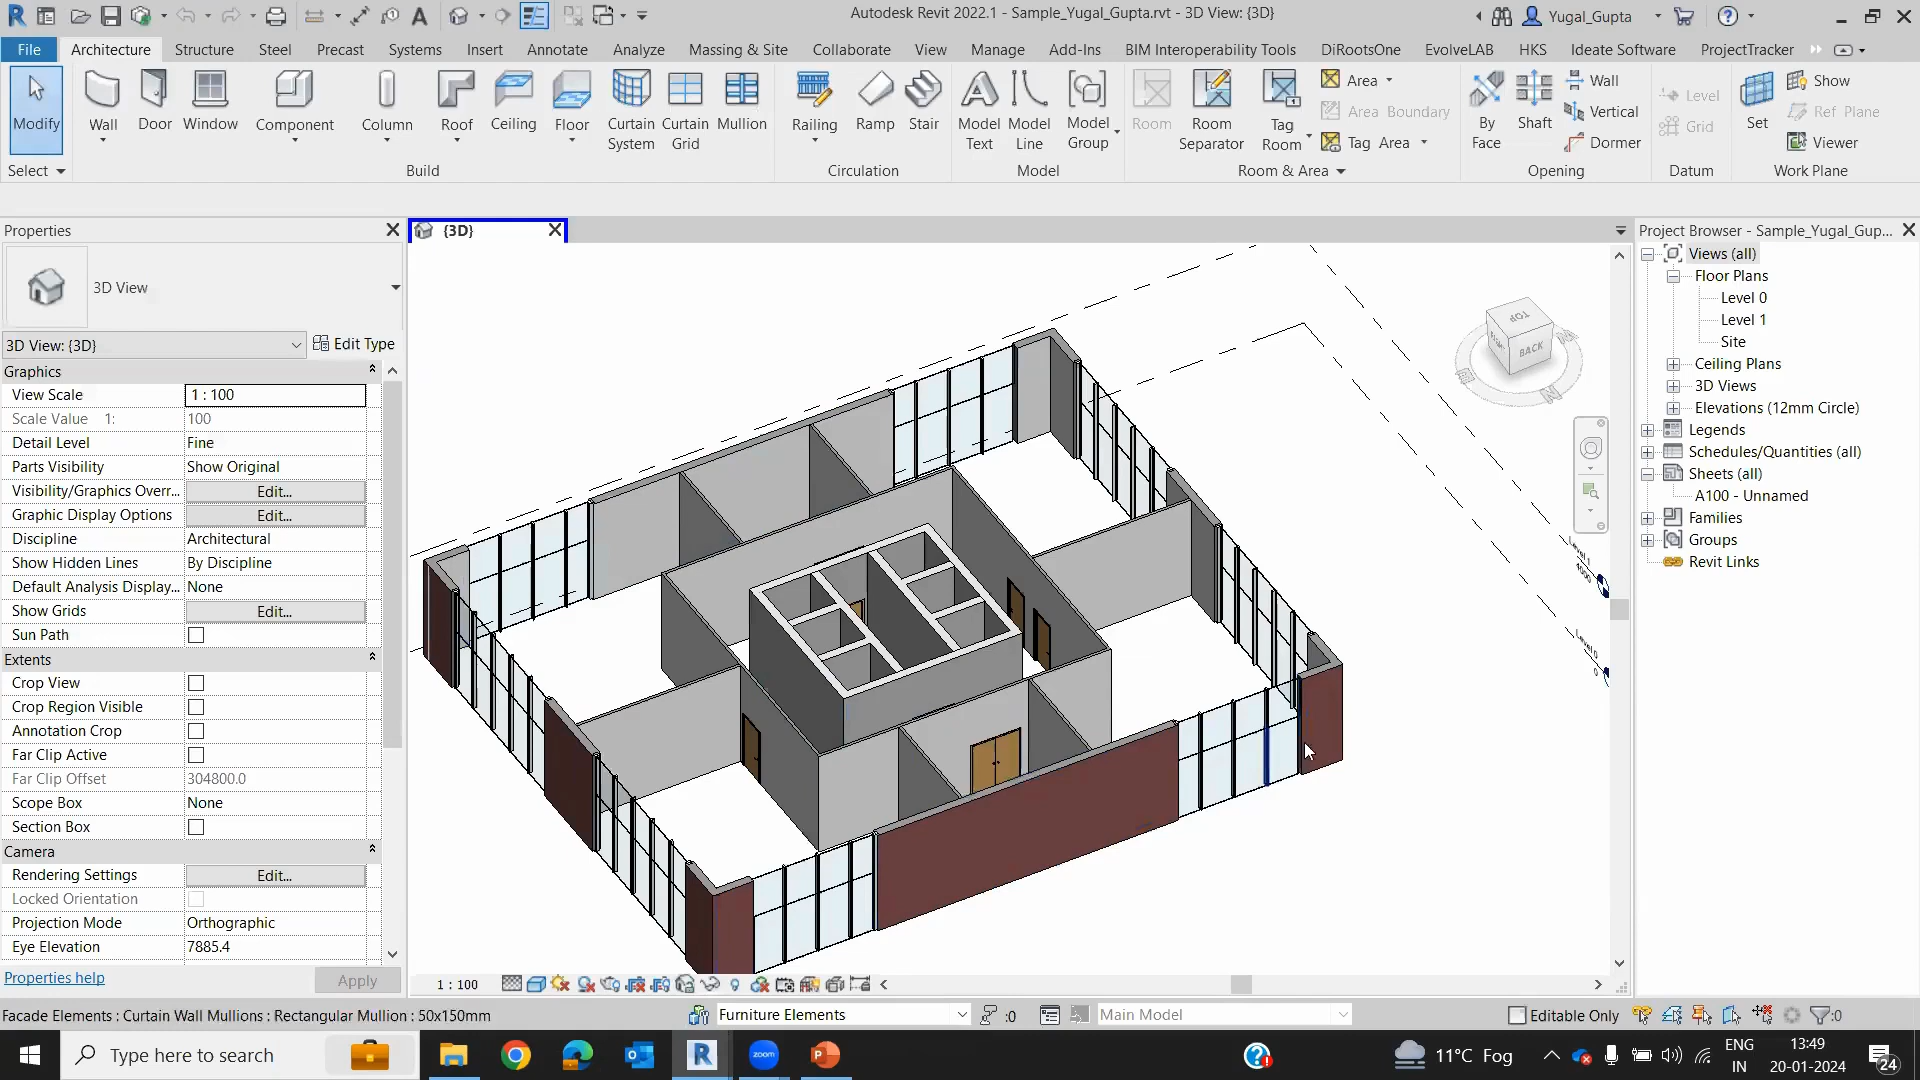 Autodesk Revit 2022.1 - Sample_Yugal_Gupta.rvt - 3D View: {3D}
Yugal_Gupta
File Architecture Structure Steel Precast Systems Insert Annotate Analyze Massing & Site Collaborate View Manage Add-Ins BIM Interoperability Tools DiRootsOne EvolveLAB HKS Ideate Software ProjectTracker
Modify
Select
Wall
Door
Window
Component
Column
Roof
Ceiling
Floor
Curtain System
Curtain Grid
Mullion
Build
Railing
Ramp
Stair
Circulation
Model Text
Model Line
Model Group
Model
Room
Room Separator
Tag Room
Area
Area Boundary
Tag Area
Room & Area
By Face
Shaft
Wall
Vertical
Dormer
Opening
Level
Grid
Datum
Set
Show
Ref Plane
Viewer
Work Plane
Properties
3D View
3D View: {3D}
Edit Type
Graphics
View Scale 1 : 100
Scale Value 1: 100
Detail Level Fine
Parts Visibility Show Original
Visibility/Graphics Overr... Edit...
Graphic Display Options Edit...
Discipline Architectural
Show Hidden Lines By Discipline
Default Analysis Display... None
Show Grids Edit...
Sun Path
Extents
Crop View
Crop Region Visible
Annotation Crop
Far Clip Active
Far Clip Offset 304800.0
Scope Box None
Section Box
Camera
Rendering Settings Edit...
Locked Orientation
Projection Mode Orthographic
Eye Elevation 7885.4
Properties help
Apply
{3D}
TOP
BACK
Level 1
4000
Level 0
0
1 : 100
Project Browser - Sample_Yugal_Gup...
Views (all)
Floor Plans
Level 0
Level 1
Site
Ceiling Plans
3D Views
Elevations (12mm Circle)
Legends
Schedules/Quantities (all)
Sheets (all)
A100 - Unnamed
Families
Groups
Revit Links
Facade Elements : Curtain Wall Mullions : Rectangular Mullion : 50x150mm
Furniture Elements
:0
Main Model
Editable Only
:0
Type here to search
zoom
11°C Fog
ENG
IN
13:49
20-01-2024
24